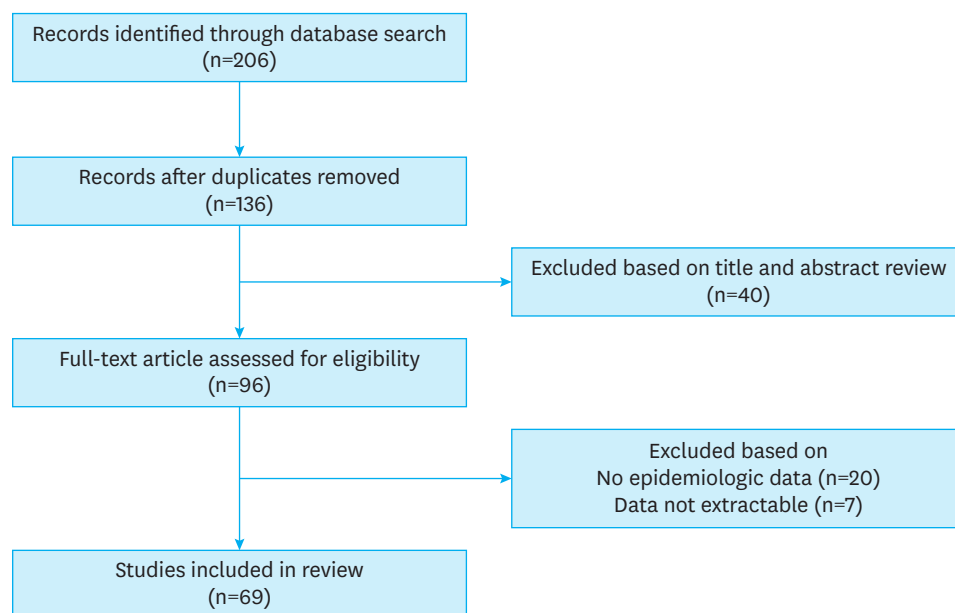 Records identified through database search
(n=206)
Records after duplicates removed
(n=136)
Excluded based on title and abstract review
(n=40)
Full-text article assessed for eligibility
(n=96)
Excluded based on
No epidemiologic data (n=20)
Data not extractable (n=7)
Studies included in review
(n=69)